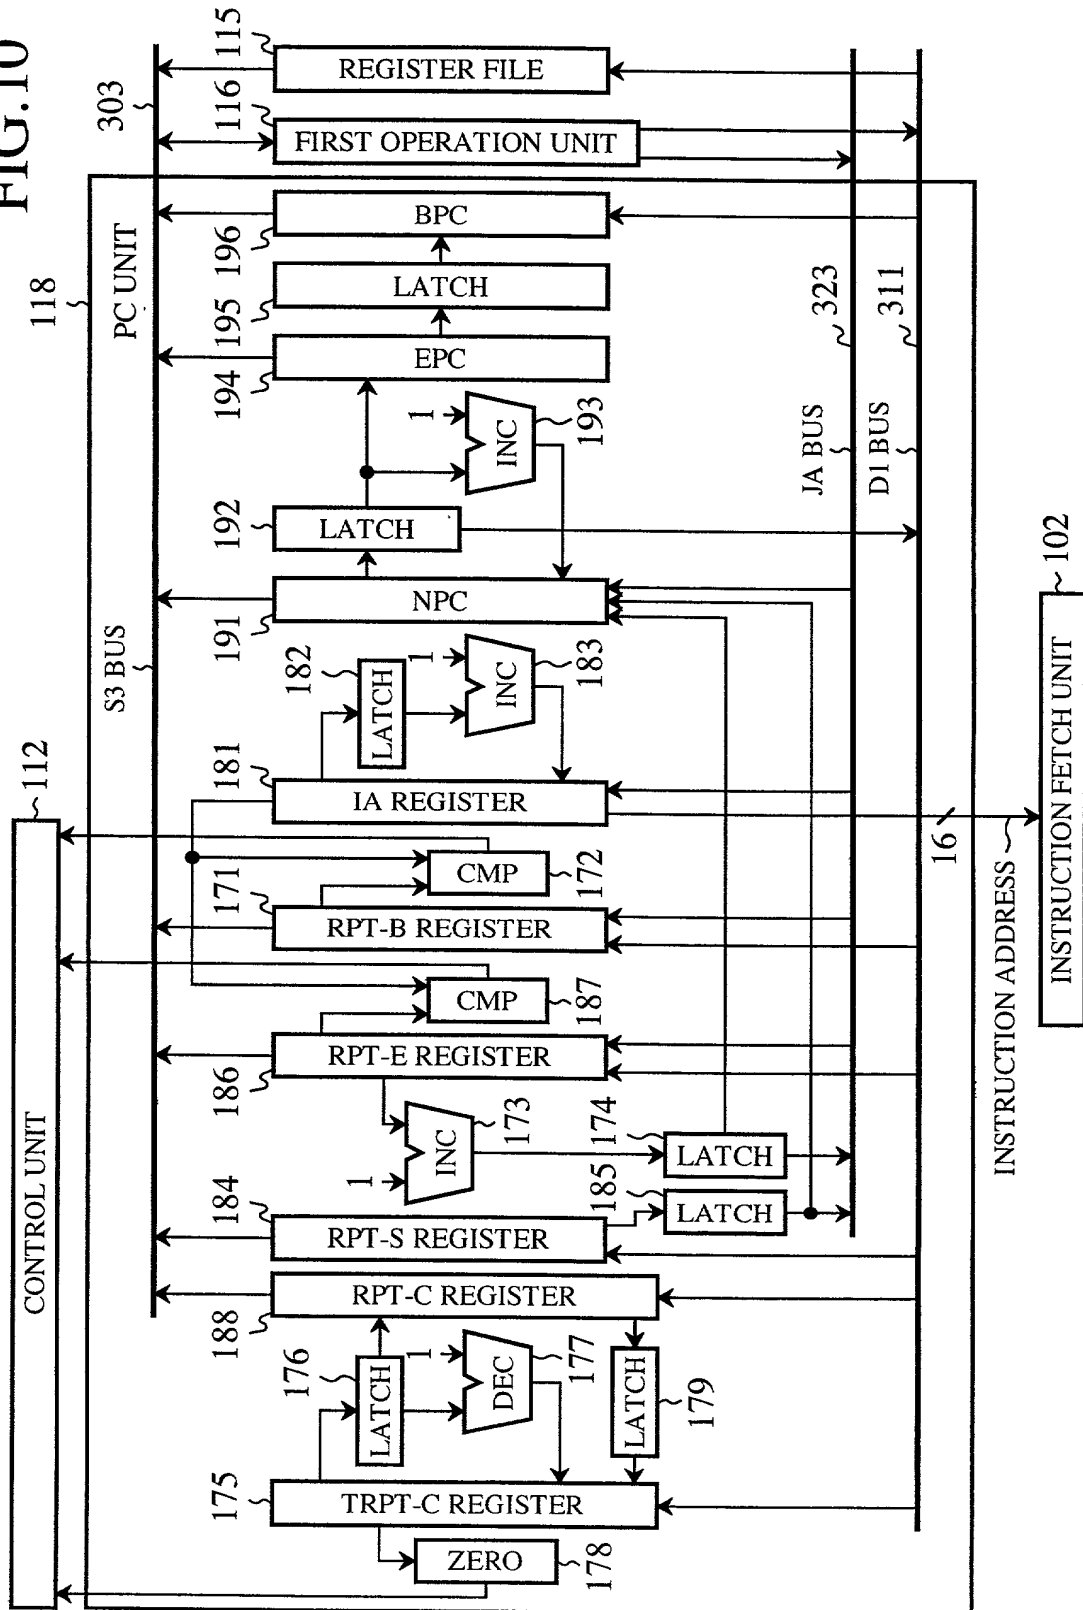 FIG.10
118
PC UNIT
303
S3 BUS
112
CONTROL UNIT
115
REGISTER FILE
116
FIRST OPERATION UNIT
196
BPC
195
LATCH
194
EPC
1
INC
193
192
LATCH
191
NPC
182
LATCH
1
INC
183
181
IA REGISTER
CMP
172
171
RPT-B REGISTER
CMP
187
186
RPT-E REGISTER
1
INC
173
174
LATCH
185
LATCH
184
RPT-S REGISTER
188
RPT-C REGISTER
176
LATCH
1
DEC
177
LATCH
179
175
TRPT-C REGISTER
ZERO
178
JA BUS
323
D1 BUS
311
16
INSTRUCTION ADDRESS
102
INSTRUCTION FETCH UNIT